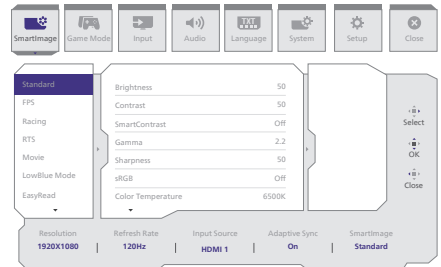 SmartImage
Game Mode
Input
Audio
TXT
Language
System
Setup
Close
Standard
FPS
Racing
RTS
Movie
LowBlue Mode
EasyRead
Brightness 50
Contrast 50
SmartContrast Off
Gamma 2.2
Sharpness 50
sRGB Off
Color Temperature 6500K
Select
OK
Close
Resolution
1920X1080
Refresh Rate
120Hz
Input Source
HDMI 1
Adaptive Sync
On
SmartImage
Standard